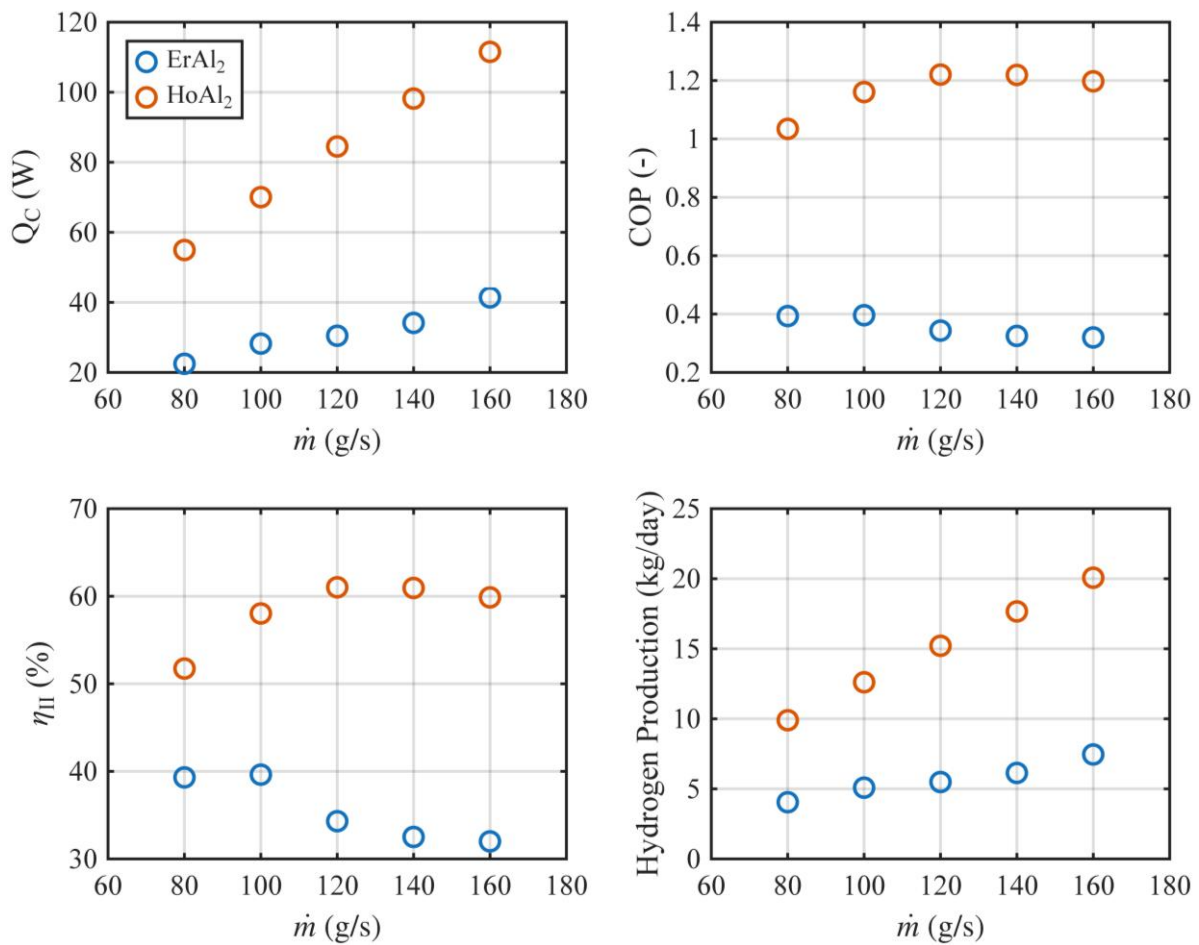 120
100
80
60
40
20
Q_C (W)
ErAl₂
HoAl₂
60 80 100 120 140 160 180
ṁ (g/s)
1.4
1.2
1
0.8
0.6
0.4
0.2
COP (-)
60 80 100 120 140 160 180
ṁ (g/s)
70
60
50
40
30
η_II (%)
60 80 100 120 140 160 180
ṁ (g/s)
25
20
15
10
5
0
Hydrogen Production (kg/day)
60 80 100 120 140 160 180
ṁ (g/s)